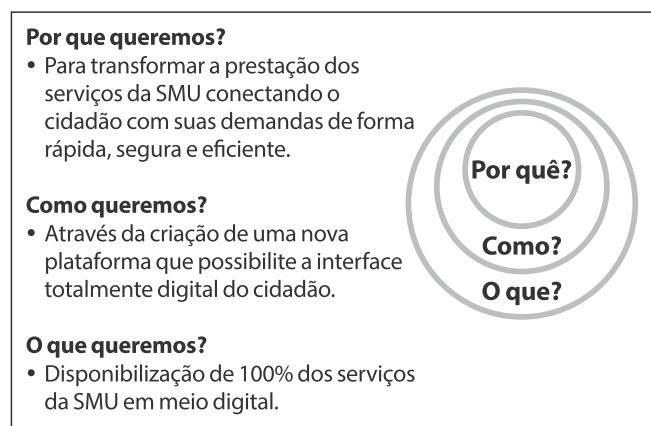 Por que queremos?
• Para transformar a prestação dos
serviços da SMU conectando o
cidadão com suas demandas de forma
rápida, segura e eficiente.
Como queremos?
• Através da criação de uma nova
plataforma que possibilite a interface
totalmente digital do cidadão.
O que queremos?
• Disponibilização de 100% dos serviços
da SMU em meio digital.
Por quê?
Como?
O que?